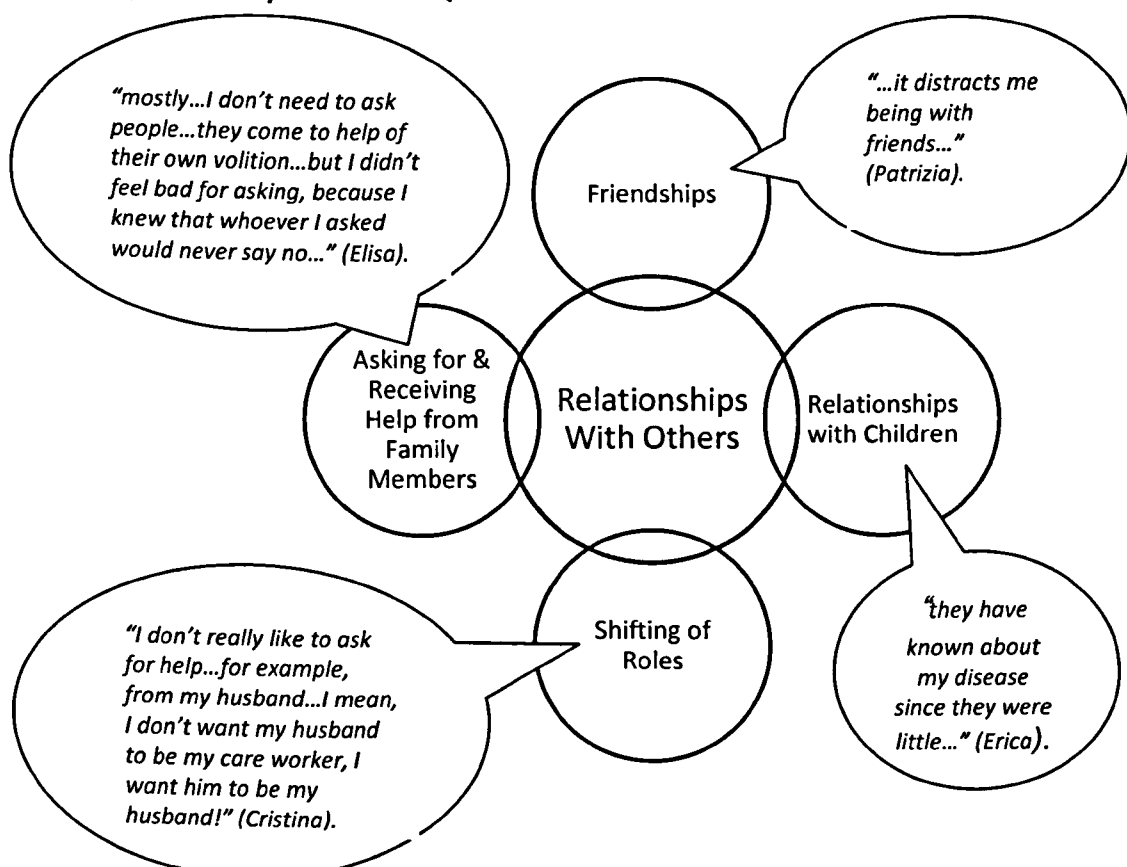 "mostly...I don't need to ask
people...they come to help of
their own volition...but I didn't
feel bad for asking, because I
knew that whoever I asked
would never say no..." (Elisa).
"...it distracts me
being with
friends..."
(Patrizia).
Friendships
Asking for &
Receiving
Help from
Family
Members
Relationships
With Others
Relationships
with Children
Shifting of
Roles
"I don't really like to ask
for help...for example,
from my husband...I mean,
I don't want my husband
to be my care worker, I
want him to be my
husband!" (Cristina).
"they have
known about
my disease
since they were
little..." (Erica).